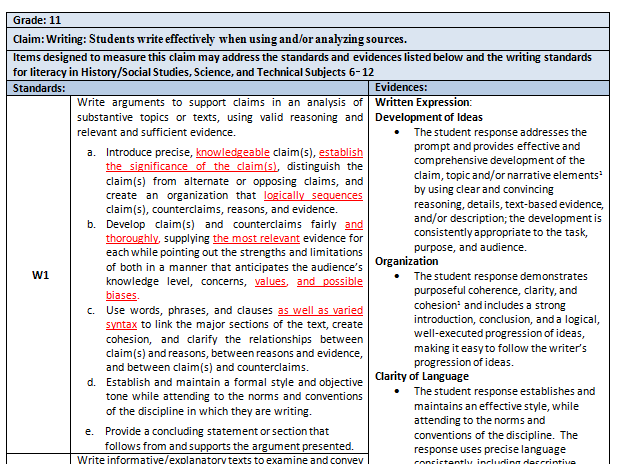 Grade: 11
Claim: Writing: Students write effectively when using and/or analyzing sources.
Items designed to measure this claim may address the standards and evidences listed below and the writing standards
for literacy in History/Social Studies, Science, and Technical Subjects 6-12
Standards:
Evidences:
W1
Write arguments to support claims in an analysis of
substantive topics or texts, using valid reasoning and
relevant and sufficient evidence.
a. Introduce precise, knowledgeable claim(s), establish
the significance of the claim(s), distinguish the
claim(s) from alternate or opposing claims, and
create an organization that logically sequences
claim(s), counterclaims, reasons, and evidence.
b. Develop claim(s) and counterclaims fairly and
thoroughly, supplying the most relevant evidence for
each while pointing out the strengths and limitations
of both in a manner that anticipates the audience's
knowledge level, concerns, values, and possible
biases.
c. Use words, phrases, and clauses as well as varied
syntax to link the major sections of the text, create
cohesion, and clarify the relationships between
claim(s) and reasons, between reasons and evidence,
and between claim(s) and counterclaims.
d. Establish and maintain a formal style and objective
tone while attending to the norms and conventions
of the discipline in which they are writing.
e. Provide a concluding statement or section that
follows from and supports the argument presented.
Write informative/explanatory texts to examine and convey
Written Expression:
Development of Ideas
• The student response addresses the
prompt and provides effective and
comprehensive development of the
claim, topic and/or narrative elements¹
by using clear and convincing
reasoning, details, text-based evidence,
and/or description; the development is
consistently appropriate to the task,
purpose, and audience.
Organization
• The student response demonstrates
purposeful coherence, clarity, and
cohesion¹ and includes a strong
introduction, conclusion, and a logical,
well-executed progression of ideas,
making it easy to follow the writer's
progression of ideas.
Clarity of Language
• The student response establishes and
maintains an effective style, while
attending to the norms and
conventions of the discipline. The
response uses precise language
consistently, including descriptive